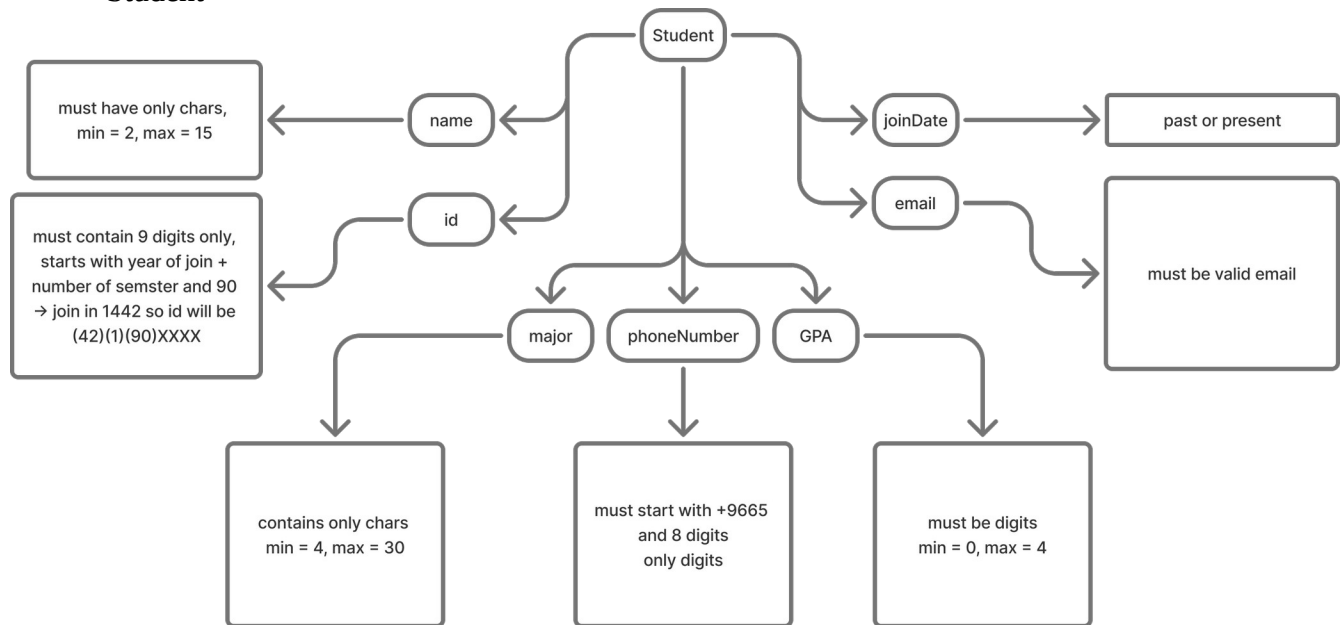 Student
Student
must have only chars,
min = 2, max = 15
name
joinDate
past or present
id
email
must contain 9 digits only,
starts with year of join +
number of semster and 90
→ join in 1442 so id will be
(42)(1)(90)XXXX
must be valid email
major
phoneNumber
GPA
contains only chars
min = 4, max = 30
must start with +9665
and 8 digits
only digits
must be digits
min = 0, max = 4